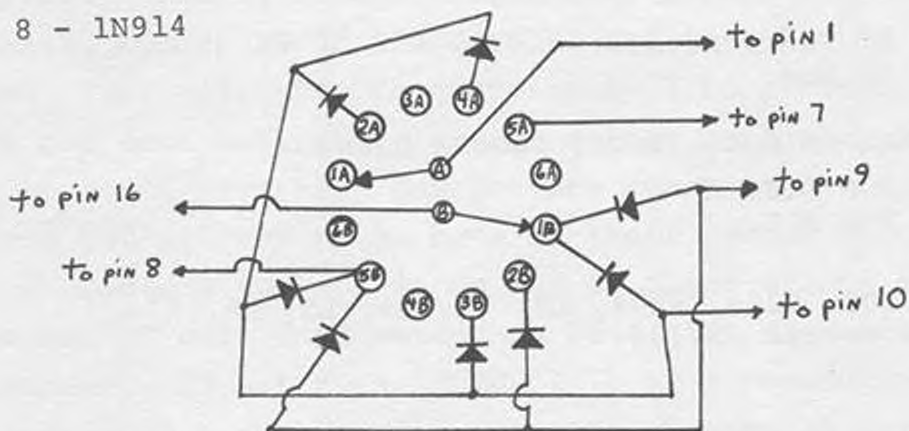 8 - 1N914
to pin 1
3A
4A
2A
5A
to pin 7
1A
A
6A
to pin 9
to pin 16
B
1B
6B
to pin 8
5B
2B
4B
3B
to pin 10